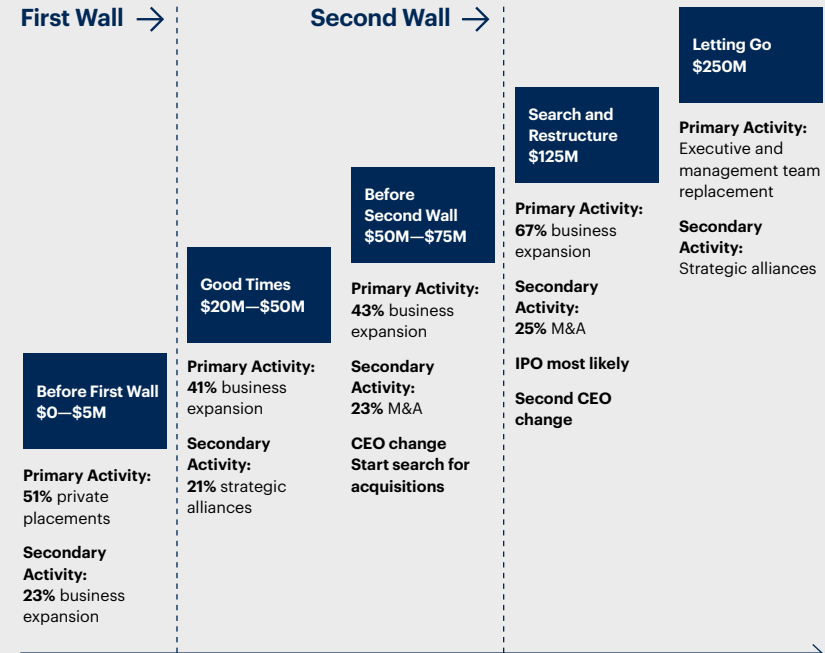 First Wall
Second Wall
Before First Wall
$0—$5M
Primary Activity:
51% private
placements
Secondary
Activity:
23% business
expansion
Good Times
$20M—$50M
Primary Activity:
41% business
expansion
Secondary
Activity:
21% strategic
alliances
Before
Second Wall
$50M—$75M
Primary Activity:
43% business
expansion
Secondary
Activity:
23% M&A
CEO change
Start search for
acquisitions
Search and
Restructure
$125M
Primary Activity:
67% business
expansion
Secondary
Activity:
25% M&A
IPO most likely
Second CEO
change
Letting Go
$250M
Primary Activity:
Executive and
management team
replacement
Secondary
Activity:
Strategic alliances